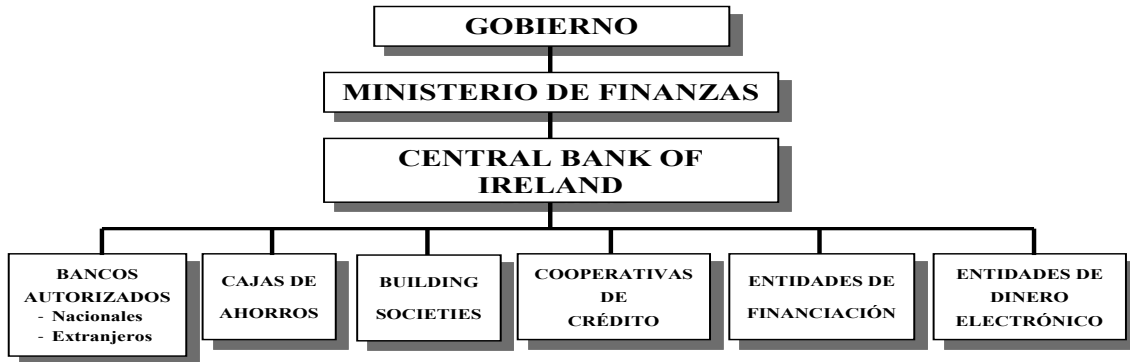 GOBIERNO
MINISTERIO DE FINANZAS
CENTRAL BANK OF
IRELAND
BANCOS
AUTORIZADOS
- Nacionales
- Extranjeros
CAJAS DE
AHORROS
BUILDING
SOCIETIES
COOPERATIVAS
DE
CRÉDITO
ENTIDADES DE
FINANCIACIÓN
ENTIDADES DE
DINERO
ELECTRÓNICO